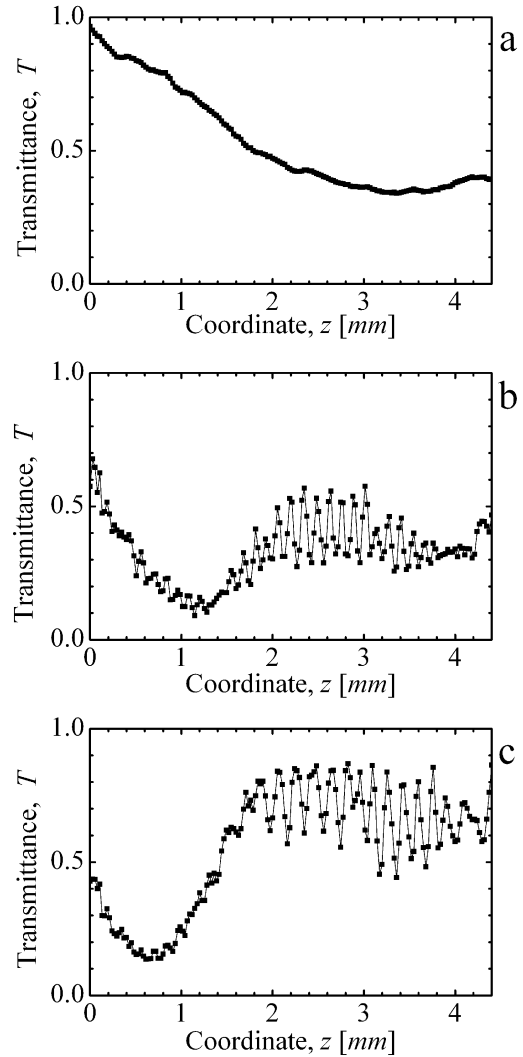 a
1.0
0.5
0.0
Transmittance, T
0 1 2 3 4
Coordinate, z [mm]
b
1.0
0.5
0.0
Transmittance, T
0 1 2 3 4
Coordinate, z [mm]
c
1.0
0.5
0.0
Transmittance, T
0 1 2 3 4
Coordinate, z [mm]